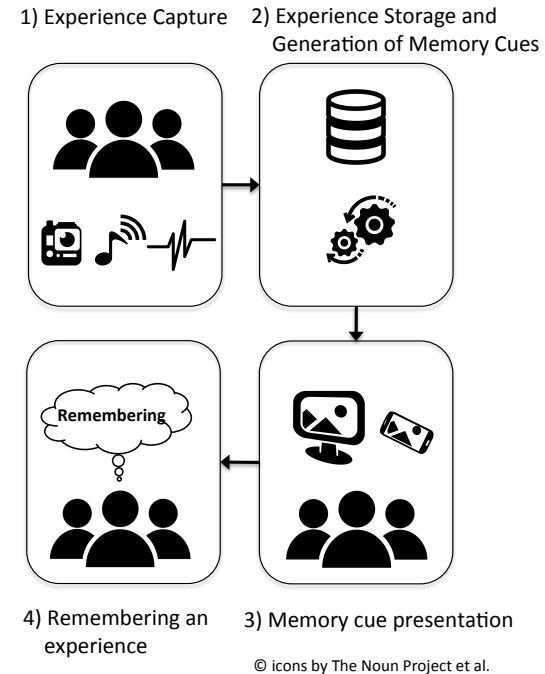 1) Experience Capture
2) Experience Storage and
Generation of Memory Cues
Remembering
4) Remembering an
experience
3) Memory cue presentation
© icons by The Noun Project et al.